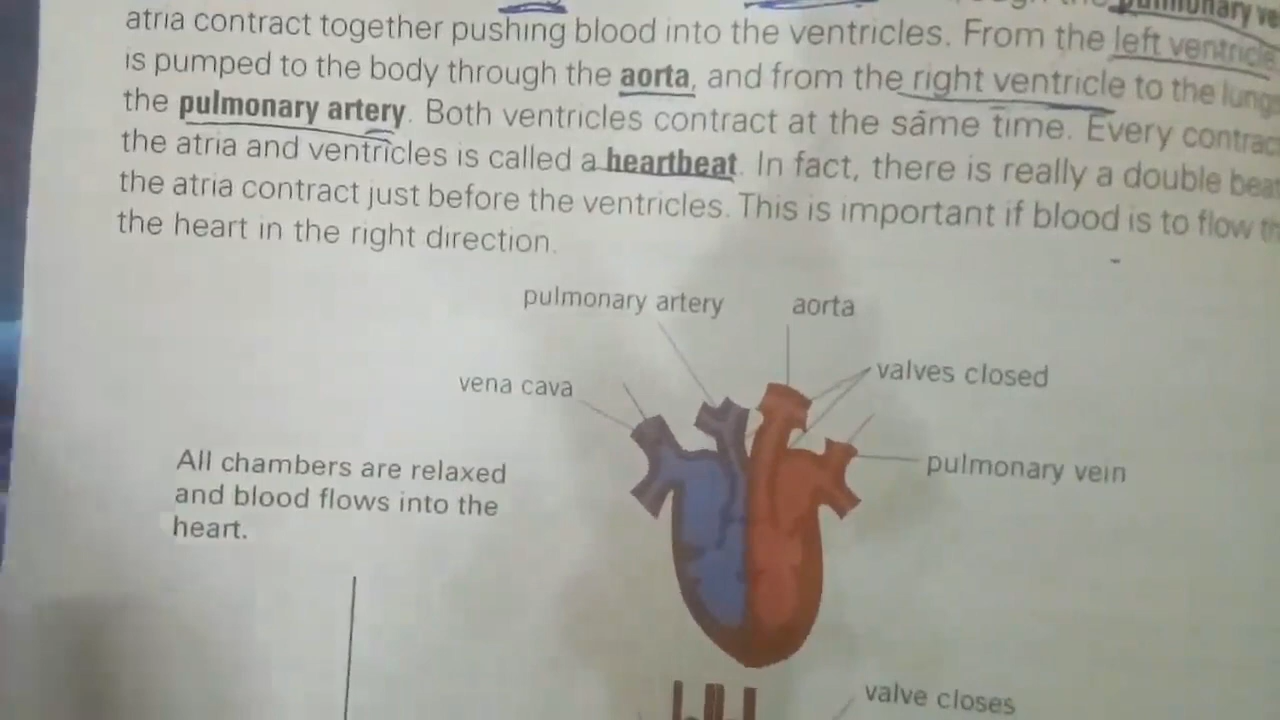 pulmonary
atria contract together pushing blood into the ventricles. From the left ventricle
is pumped to the body through the aorta, and from the right ventricle to the lungs
the pulmonary artery. Both ventricles contract at the same time. Every
the atria and ventricles is called a heartbeat. In fact, there is really a double
the atria contract just before the ventricles. This is important if blood is to flow
the heart in the right direction.
pulmonary artery
aorta
valves closed
vena cava
pulmonary vein
All chambers are relaxed
and blood flows into the
heart.
valve closes